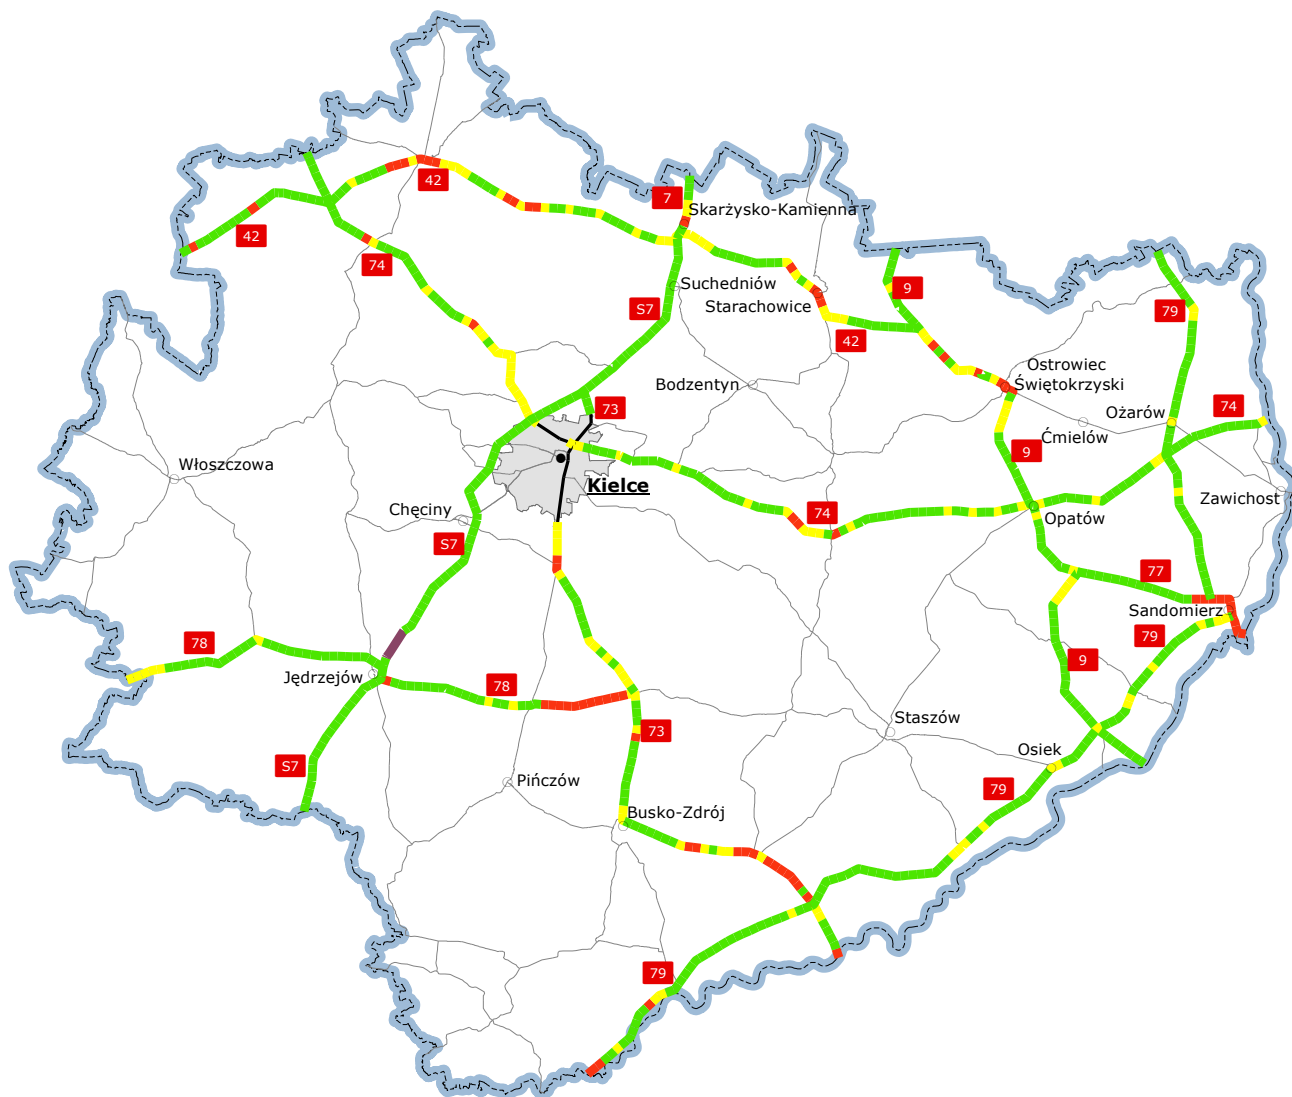 42
7
Skarżysko-Kamienna
42
74
Suchedniów
9
S7
Starachowice
79
42
Ostrowiec
Świętokrzyski
Bodzentyn
73
Ożarów
74
Ćmielów
9
Włoszczowa
Kielce
Zawichost
Chęciny
74
Opatów
S7
77
Sandomierz
79
78
9
Jędrzejów
78
Staszów
73
Osiek
S7
Pińczów
79
Busko-Zdrój
79